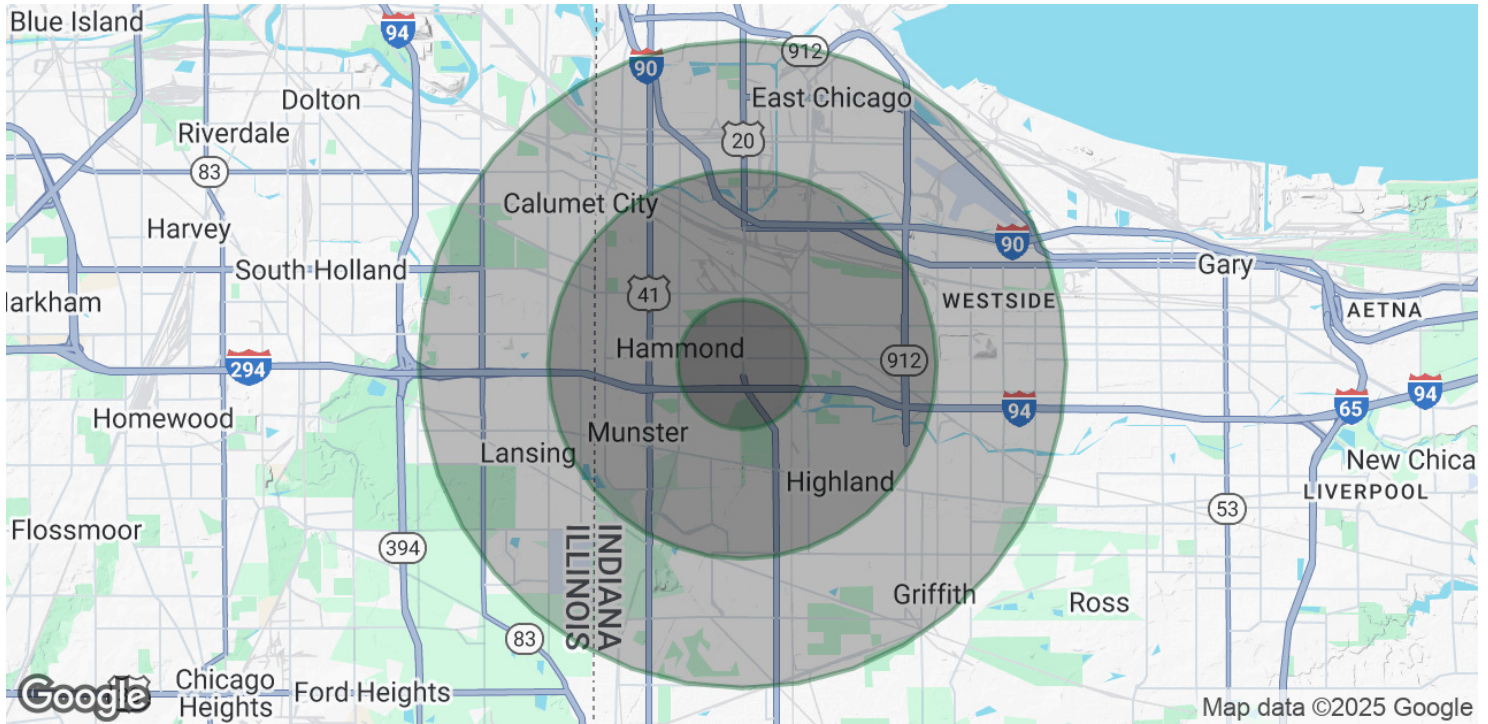 Blue Island
94
912
90
Dolton
East Chicago
Riverdale
20
83
Calumet City
Harvey
90
South Holland
Gary
41
WESTSIDE
arkham
AETNA
Hammond
912
294
94
94
65
Homewood
Munster
Lansing
New Chica
Highland
LIVERPOOL
53
Flossmoor
394
INDIANA
ILLINOIS
Griffith
Ross
83
Chicago
Heights
Ford Heights
Google
Map data ©2025 Google